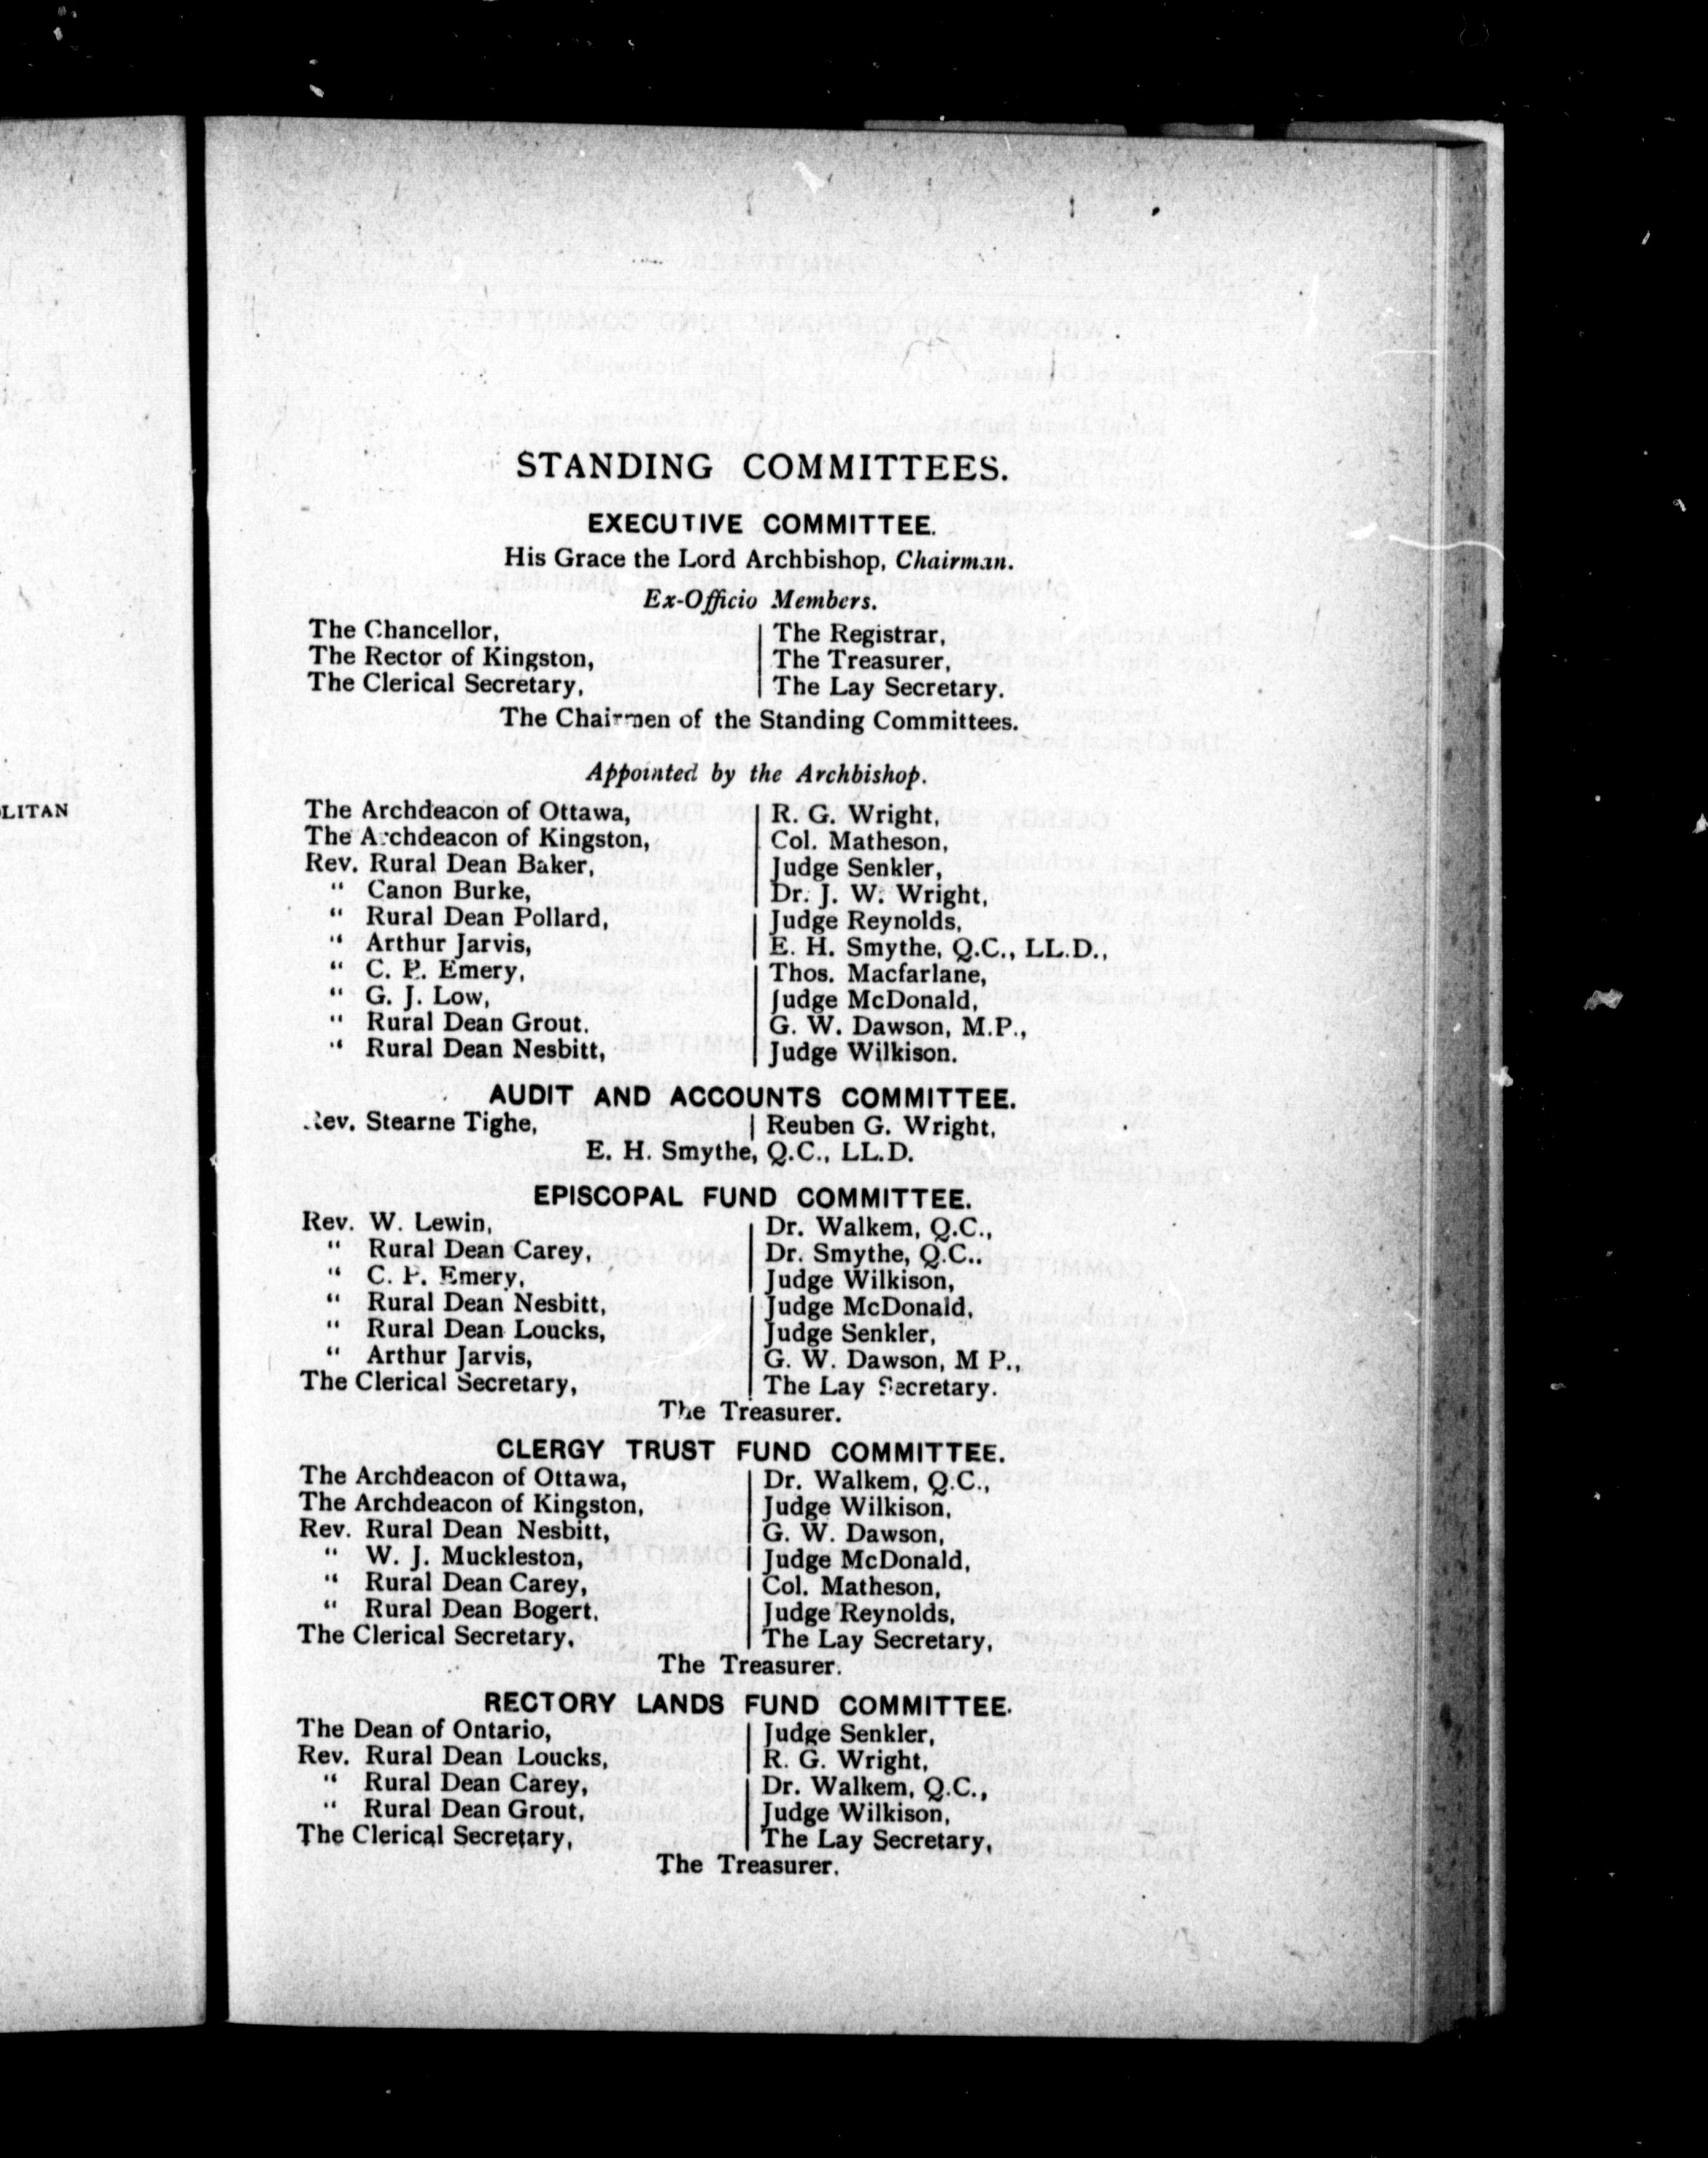 LITAN
STANDING COMMITTEES.
EXECUTIVE COMMITTEE.
His Grace the Lord Archbishop, Chairman.
Ex-Officio Members.
The Chancellor,
The Rector of Kingston,
The Clerical Secretary,
The Registrar,
The Treasurer,
The Lay Secretary.
The Chairmen of the Standing Committees.
Appointed by the Archbishop.
The Archdeacon of Ottawa,
The Archdeacon of Kingston,
Rev. Rural Dean Baker,
" Canon Burke,
" Rural Dean Pollard,
" Arthur Jarvis,
" C. P. Emery,
" G. J. Low,
" Rural Dean Grout.
" Rural Dean Nesbitt,
R. G. Wright,
Col. Matheson,
Judge Senkler,
Dr. J. W. Wright,
Judge Reynolds,
E. H. Smythe, Q.C., LL.D.,
Thos. Macfarlane,
Judge McDonald,
G. W. Dawson, M.P.,
Judge Wilkison.
AUDIT AND ACCOUNTS COMMITTEE.
Rev. Stearne Tighe,
Reuben G. Wright,
E. H. Smythe, Q.C., LL.D.
EPISCOPAL FUND COMMITTEE.
Rev. W. Lewin,
" Rural Dean Carey,
" C. P. Emery,
" Rural Dean Nesbitt,
" Rural Dean Loucks,
" Arthur Jarvis,
The Clerical Secretary,
Dr. Walkem, Q.C.,
Dr. Smythe, Q.C..
Judge Wilkison,
Judge McDonald,
Judge Senkler,
G. W. Dawson, M P.,
The Lay Secretary.
The Treasurer.
CLERGY TRUST FUND COMMITTEE.
The Archdeacon of Ottawa,
The Archdeacon of Kingston,
Rev. Rural Dean Nesbitt,
" W. J. Muckleston,
" Rural Dean Carey,
" Rural Dean Bogert,
The Clerical Secretary,
Dr. Walkem, Q.C.,
Judge Wilkison,
G. W. Dawson,
Judge McDonald,
Col. Matheson,
Judge Reynolds,
The Lay Secretary,
The Treasurer.
RECTORY LANDS FUND COMMITTEE.
The Dean of Ontario,
Rev. Rural Dean Loucks,
" Rural Dean Carey,
" Rural Dean Grout,
The Clerical Secretary,
Judge Senkler,
R. G. Wright,
Dr. Walkem, Q.C.,
Judge Wilkison,
The Lay Secretary,
The Treasurer.